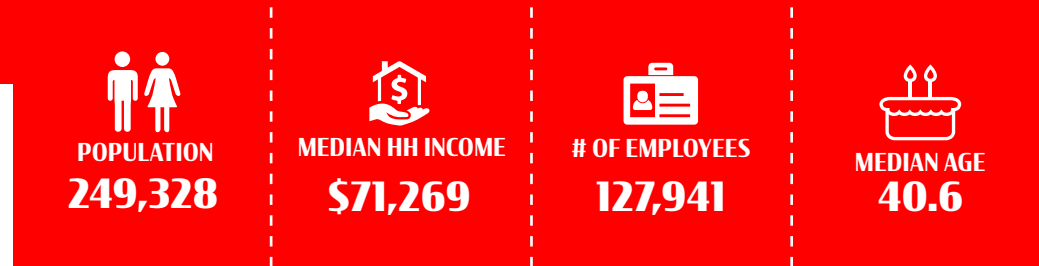 POPULATION
249,328
MEDIAN HH INCOME
$71,269
# OF EMPLOYEES
127,941
MEDIAN AGE
40.6